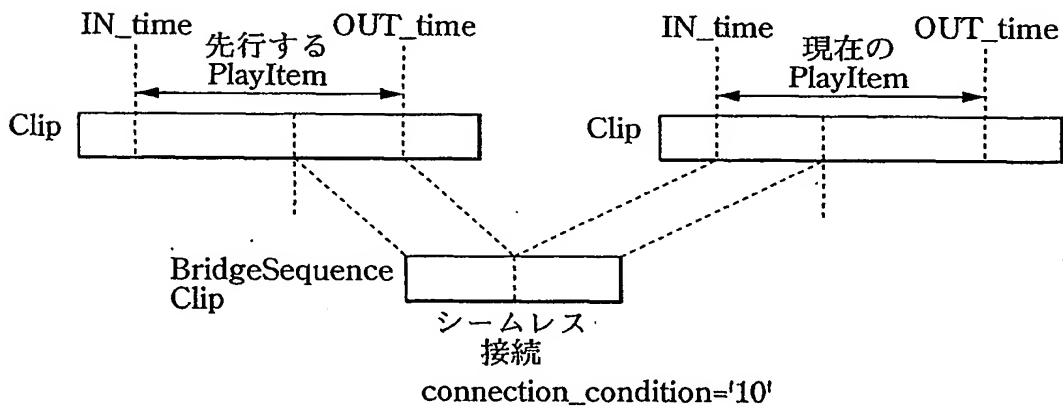 IN_time
OUT_time
IN_time
OUT_time
先行する
PlayItem
現在の
PlayItem
Clip
Clip
BridgeSequence
Clip
シームレス
接続
connection_condition='10'